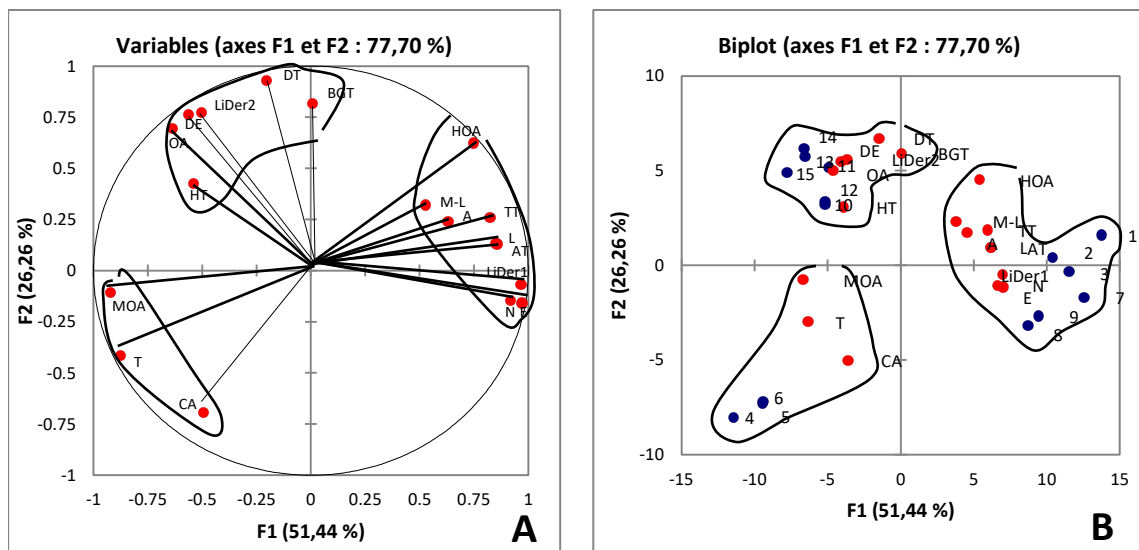 Variables (axes F1 et F2 : 77,70 %)
F2 (26,26 %)
1
0.75
0.5
0.25
0
-0.25
-0.5
-0.75
-1
DT
BGT
LiDer2
DE
OA
HT
HOA
M-L
A
TT
L
AT
LiDer1
N E
MOA
T
CA
-1 -0.75 -0.5 -0.25 0 0.25 0.5 0.75 1
F1 (51,44 %)
A
Biplot (axes F1 et F2 : 77,70 %)
F2 (26,26 %)
10
5
0
-5
-10
14
DT
DE
BGT
13
LiDer2
11
15
OA
12
10
HT
HOA
M-L
TT
A
LAT
1
2
LiDer1
3
N
7
E
9
8
MOA
T
CA
6
4
5
-15 -10 -5 0 5 10 15
F1 (51,44 %)
B